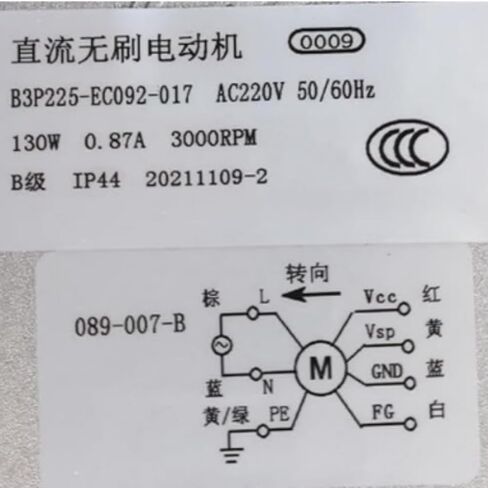 直流无刷电动机 0009
B3P225-EC092-017 AC220V 50/60Hz
130W 0.87A 3000RPM
CCC
B级 IP44 20211109-2
转向
棕 L Vcc 红
089-007-B
Vsp 黄
M
GND 蓝
蓝 N
黄/绿 PE FG 白